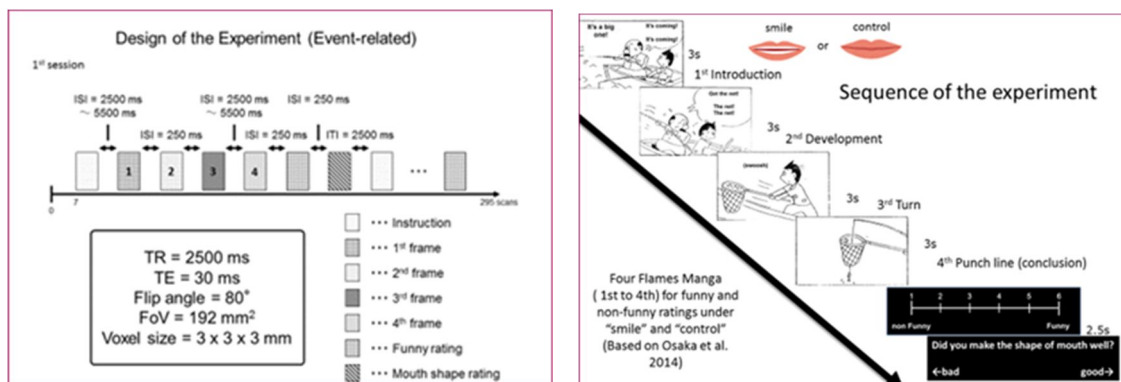 Design of the Experiment (Event-related)
1st session
ISI = 2500 ms
~ 5500 ms
ISI = 2500 ms
~ 5500 ms
ISI = 250 ms
ISI = 250 ms
ISI = 250 ms
ITI = 2500 ms
1
2
3
4
...
0
7
295 scans
TR = 2500 ms
TE = 30 ms
Flip angle = 80°
FoV = 192 mm²
Voxel size = 3 x 3 x 3 mm
... Instruction
... 1st frame
... 2nd frame
... 3rd frame
... 4th frame
... Funny rating
... Mouth shape rating
It's a big
one!
It's coming!
It's coming!
3s
1st Introduction
smile
or
control
Sequence of the experiment
Got the net!
The net!
The net!
3s
2nd Development
(swoosh)
3s
3rd Turn
3s
4th Punch line (conclusion)
Four Flames Manga
( 1st to 4th) for funny and
non-funny ratings under
“smile” and “control”
(Based on Osaka et al.
2014)
1 2 3 4 5 6
non Funny
Funny
2.5s
Did you make the shape of mouth well?
←bad
good→